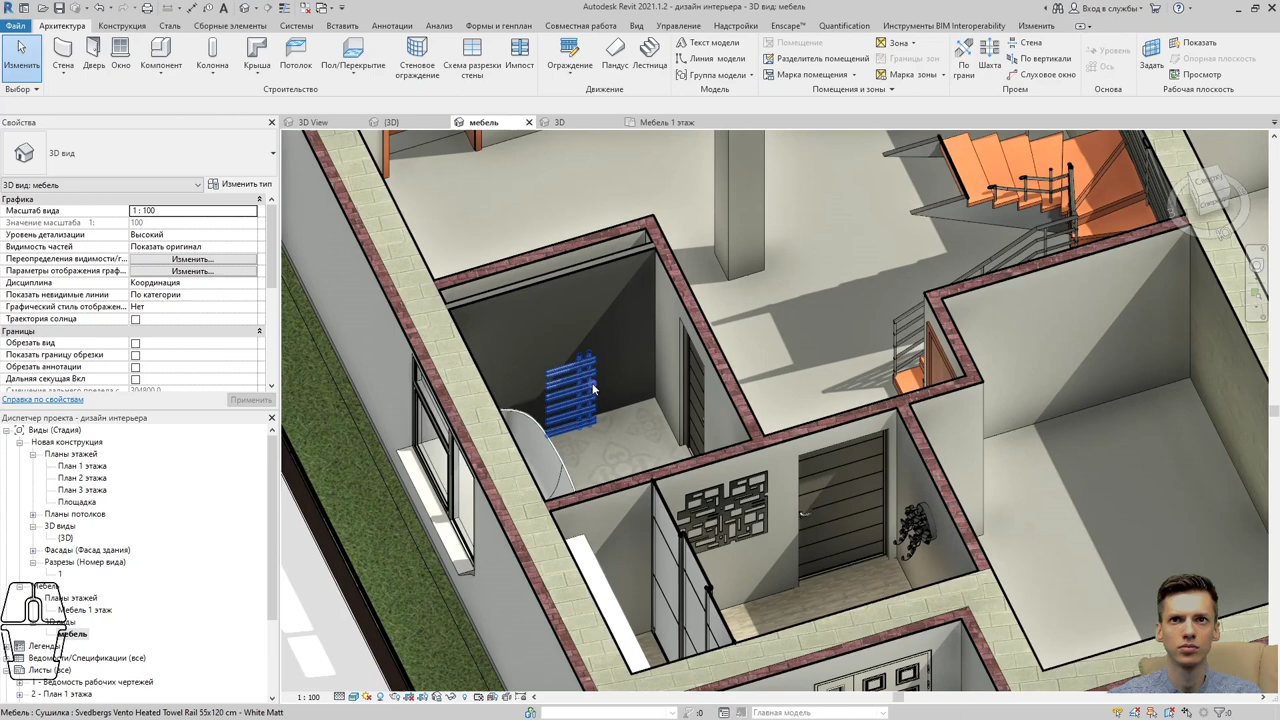 Autodesk Revit 2021.1.2 - дизайн интерьера - 3D вид: мебель
Вход в службы
Файл Архитектура Конструкция Сталь Сборные элементы Системы Вставить Аннотации Анализ Формы и генплан Совместная работа Вид Управление Надстройки Enscape™ Quantification Инструменты BIM Interoperability Изменить
Изменить Стена Дверь Окно Компонент Колонна Крыша Потолок Пол/Перекрытие Стеновое ограждение Схема разрезки стены Импост Ограждение Пандус Лестница
Текст модели
Линия модели
Группа модели
Помещение
Разделитель помещений
Марка помещения
Зона
Границы зон
Марка зоны
По грани
Шахта
Стена
По вертикали
Слуховое окно
Уровень
Ось
Задать
Показать
Опорная плоскость
Просмотр
Выбор Строительство Движение Модель Помещения и зоны Проем Основа Рабочая плоскость
Свойства
3D View {3D} мебель 3D Мебель 1 этаж
3D вид
3D вид: мебель Изменить тип
Графика
Масштаб вида 1 : 100
Значение масштаба 1: 100
Уровень детализации Высокий
Видимость частей Показать оригинал
Переопределения видимости/г... Изменить...
Параметры отображения граф... Изменить...
Дисциплина Координация
Показать невидимые линии По категории
Графический стиль отображен... Нет
Траектория солнца
Границы
Обрезать вид
Показать границу обрезки
Обрезать аннотации
Дальняя секущая Вкл
Справка по свойствам Применить
Диспетчер проекта - дизайн интерьера
Виды (Стадия)
Новая конструкция
Планы этажей
План 1 этажа
План 2 этажа
План 3 этажа
Площадка
Планы потолков
3D виды
{3D}
Фасады (Фасад здания)
Разрезы (Номер вида)
1
Планы этажей
Мебель 1 этаж
мебель
Ведомости/Спецификации (все)
Листы (все)
1 - Ведомость рабочих чертежей
2 - План 1 этажа
1 : 100
Мебель : Сушилка : Svedbergs Vento Heated Towel Rail 55x120 cm - White Matt
:0
Главная модель
:0